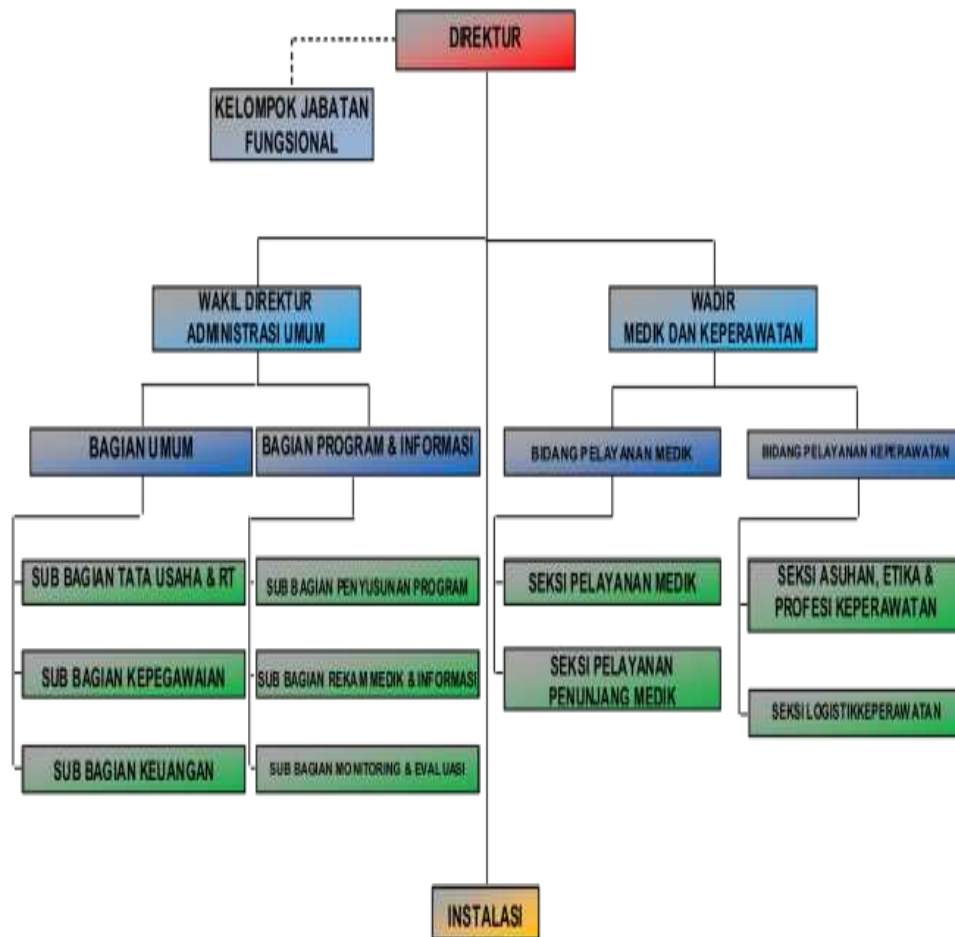 DIREKTUR
KELOMPOK JABATAN
FUNGSIONAL
WAKIL DIREKTUR
ADMINISTRASI UMUM
WADIR
MEDIK DAN KEPERAWATAN
BAGIAN UMUM
BAGIAN PROGRAM & INFORMASI
BIDANG PELAYANAN MEDIK
BIDANG PELAYANAN KEPERAWATAN
SUB BAGIAN TATA USAHA & RT
SUB BAGIAN PENYUSUNAN PROGRAM
SEKSI PELAYANAN MEDIK
SEKSI ASUHAN, ETIKA &
PROFESI KEPERAWATAN
SUB BAGIAN KEPEGAWAIAN
SUB BAGIAN REKAM MEDIK & INFORMASI
SEKSI PELAYANAN
PENUNJANG MEDIK
SEKSI LOGISTIKKEPERAWATAN
SUB BAGIAN KEUANGAN
SUB BAGIAN MONITORING & EVALUASI
INSTALASI